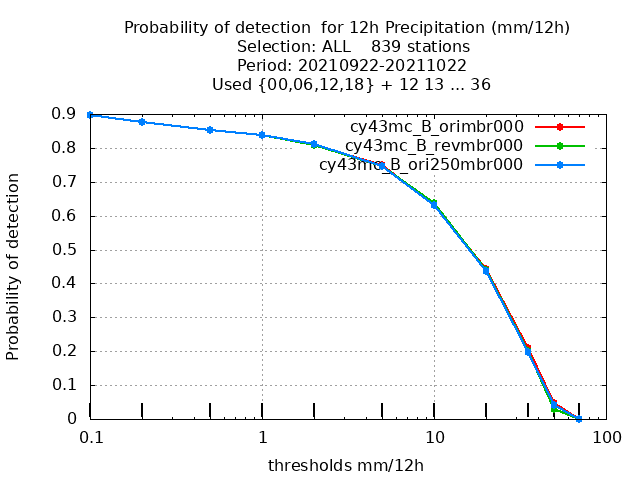 Probability of detection  for 12h Precipitation (mm/12h)
Selection: ALL    839 stations
Period: 20210922-20211022
Used {00,06,12,18} + 12 13 ... 36
cy43mc_B_orimbr000
cy43mc_B_revmbr000
cy43mc_B_ori250mbr000
Probability of detection
0.9
0.8
0.7
0.6
0.5
0.4
0.3
0.2
0.1
0
0.1 1 10 100
thresholds mm/12h